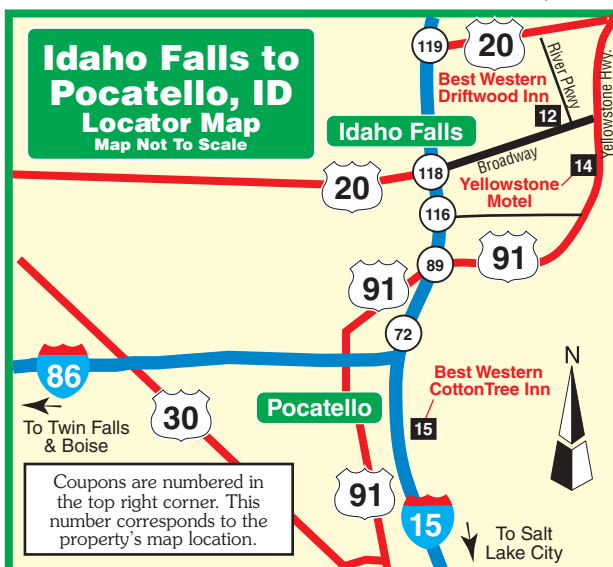 Idaho Falls to
Pocatello, ID
Locator Map
Map Not To Scale
119
20
River Pkwy
Yellowstone Hwy.
Best Western
Driftwood Inn
12
Idaho Falls
Broadway
118
20
Yellowstone
Motel
14
116
89
91
91
72
86
To Twin Falls
& Boise
30
Pocatello
Best Western
CottonTree Inn
15
N
Coupons are numbered in
the top right corner. This
number corresponds to the
property's map location.
91
15
To Salt
Lake City